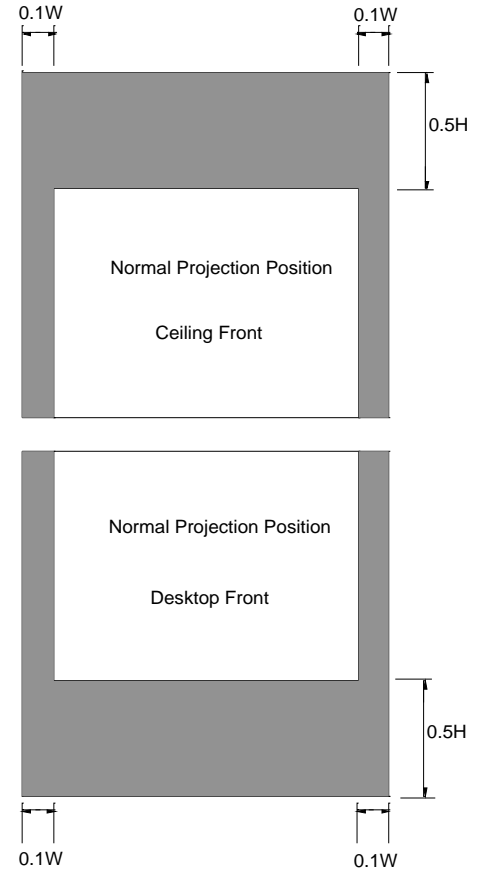 0.1W 0.1W
0.5H
Normal Projection Position
Ceiling Front
Normal Projection Position
Desktop Front
0.5H
0.1W 0.1W